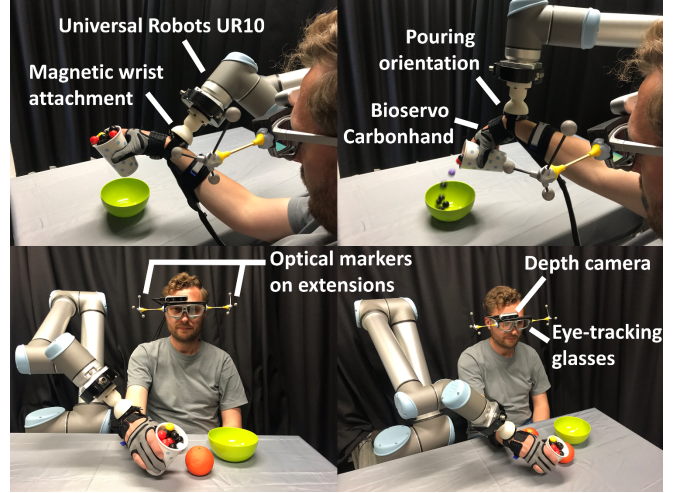 Universal Robots UR10
Magnetic wrist
attachment
Pouring
orientation
Bioservo
Carbonhand
Optical markers
on extensions
Depth camera
Eye-tracking
glasses